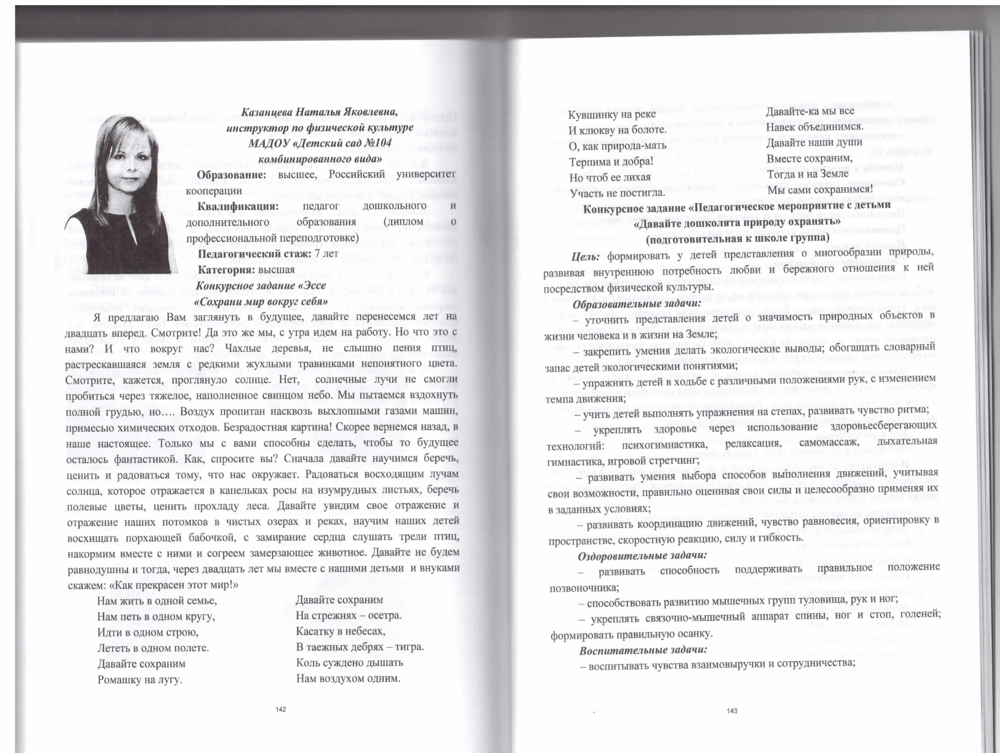 Казанцева Наталья Яковлевна,
инструктор по физической культуре
МАДОУ «Детский сад №104
комбинированного вида»
Образование: высшее, Российский университет
кооперации
Квалификация: педагог дошкольного и
дополнительного образования (диплом о
профессиональной переподготовке)
Педагогический стаж: 7 лет
Категория: высшая
Конкурсное задание «Эссе
«Сохрани мир вокруг себя»
Я предлагаю Вам заглянуть в будущее, давайте перенесемся лет на
двадцать вперед. Смотрите! Да это же мы, с утра идем на работу. Но что это с
нами? И что вокруг нас? Чахлые деревья, не слышно пения птиц,
растрескавшаяся земля с редкими жухлыми травинками непонятного цвета.
Смотрите, кажется, проглянуло солнце. Нет, солнечные лучи не смогли
пробиться через тяжелое, наполненное свинцом небо. Мы пытаемся вздохнуть
полной грудью, но…. Воздух пропитан насквозь выхлопными газами машин,
примесью химических отходов. Безрадостная картина! Скорее вернемся назад, в
наше настоящее. Только мы с вами способны сделать, чтобы то будущее
осталось фантастикой. Как, спросите вы? Сначала давайте научимся беречь,
ценить и радоваться тому, что нас окружает. Радоваться восходящим лучам
солнца, которое отражается в капельках росы на изумрудных листьях, беречь
полевые цветы, ценить прохладу леса. Давайте увидим свое отражение и
отражение наших потомков в чистых озерах и реках, научим наших детей
восхищать порхающей бабочкой, с замирание сердца слушать трели птиц,
накормим вместе с ними и согреем замерзающее животное. Давайте не будем
равнодушны и тогда, через двадцать лет мы вместе с нашими детьми и внуками
скажем: «Как прекрасен этот мир!»
Нам жить в одной семье,
Нам петь в одном кругу,
Идти в одном строю,
Лететь в одном полете.
Давайте сохраним
Ромашку на лугу.
Давайте сохраним
На стрежнях – осетра.
Касатку в небесах,
В таежных дебрях – тигра.
Коль суждено дышать
Нам воздухом одним.
142
Кувшинку на реке
И клюкву на болоте.
О, как природа-мать
Терпима и добра!
Но чтоб ее лихая
Участь не постигла.
Давайте-ка мы все
Навек объединимся.
Давайте наши души
Вместе сохраним,
Тогда и на Земле
Мы сами сохранимся!
Конкурсное задание «Педагогическое мероприятие с детьми
«Давайте дошколята природу охранять»
(подготовительная к школе группа)
Цель: формировать у детей представления о многообразии природы,
развивая внутреннюю потребность любви и бережного отношения к ней
посредством физической культуры.
Образовательные задачи:
– уточнить представления детей о значимость природных объектов в
жизни человека и в жизни на Земле;
– закрепить умения делать экологические выводы; обогащать словарный
запас детей экологическими понятиями;
– упражнять детей в ходьбе с различными положениями рук, с изменением
темпа движения;
– учить детей выполнять упражнения на степах, развивать чувство ритма;
– укреплять здоровье через использование здоровьесберегающих
технологий: психогимнастика, релаксация, самомассаж, дыхательная
гимнастика, игровой стретчинг;
– развивать умения выбора способов выполнения движений, учитывая
свои возможности, правильно оценивая свои силы и целесообразно применяя их
в заданных условиях;
– развивать координацию движений, чувство равновесия, ориентировку в
пространстве, скоростную реакцию, силу и гибкость.
Оздоровительные задачи:
– развивать способность поддерживать правильное положение
позвоночника;
– способствовать развитию мышечных групп туловища, рук и ног;
– укреплять связочно-мышечный аппарат спины, ног и стоп, голеней;
формировать правильную осанку.
Воспитательные задачи:
– воспитывать чувства взаимовыручки и сотрудничества;
143